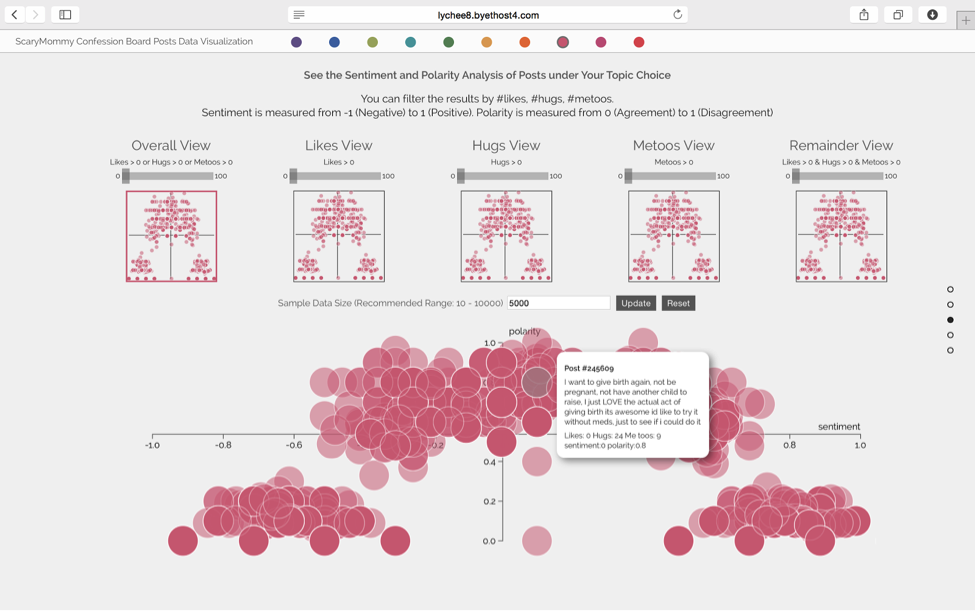 lychee8.byethost4.com
ScaryMommy Confession Board Posts Data Visualization
See the Sentiment and Polarity Analysis of Posts under Your Topic Choice
You can filter the results by #likes, #hugs, #metoos.
Sentiment is measured from -1 (Negative) to 1 (Positive). Polarity is measured from 0 (Agreement) to 1 (Disagreement)
Overall View Likes View Hugs View Metoos View Remainder View
Likes > 0 or Hugs > 0 or Metoos > 0 Likes > 0 Hugs > 0 Metoos > 0 Likes > 0 & Hugs > 0 & Metoos > 0
0 100 0 100 0 100 0 100 0 100
Sample Data Size (Recommended Range: 10 - 10000) 5000 Update Reset
polarity
1.0
Post #245609
I want to give birth again, not be
pregnant, not have another child to
raise, I just LOVE the actual act of
giving birth its awesome id like to try it
without meds, just to see if i could do it
Likes: 0 Hugs: 24 Me toos: 9
sentiment:0 polarity:0.8
sentiment
-1.0 -0.8 -0.6 0.8 1.0
0.4
0.2
0.0